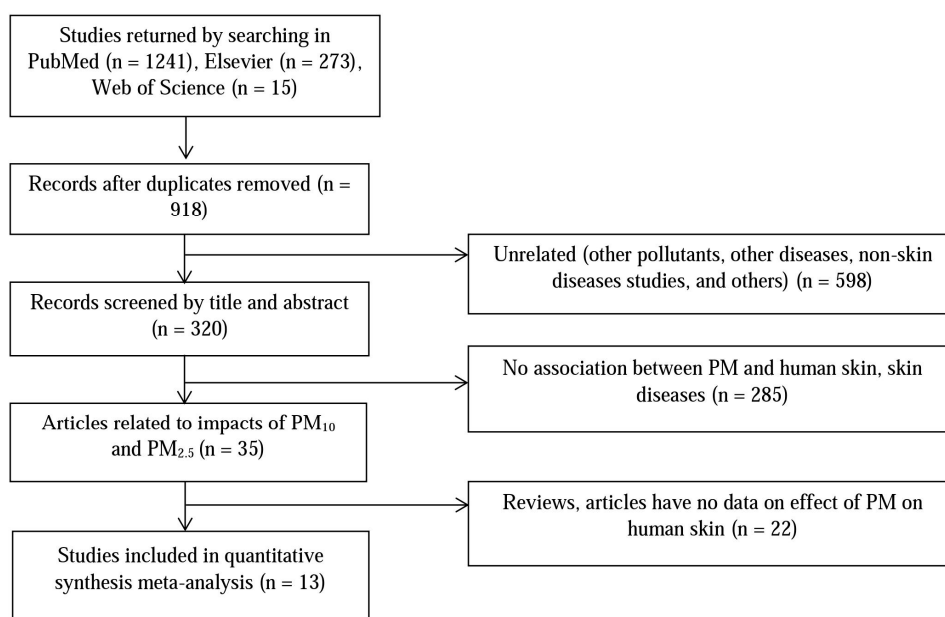 Studies returned by searching in
PubMed (n = 1241), Elsevier (n = 273),
Web of Science (n = 15)
Records after duplicates removed (n =
918)
Unrelated (other pollutants, other diseases, non-skin
diseases studies, and others) (n = 598)
Records screened by title and abstract
(n = 320)
No association between PM and human skin, skin
diseases (n = 285)
Articles related to impacts of PM₁₀
and PM₂.₅ (n = 35)
Reviews, articles have no data on effect of PM on
human skin (n = 22)
Studies included in quantitative
synthesis meta-analysis (n = 13)